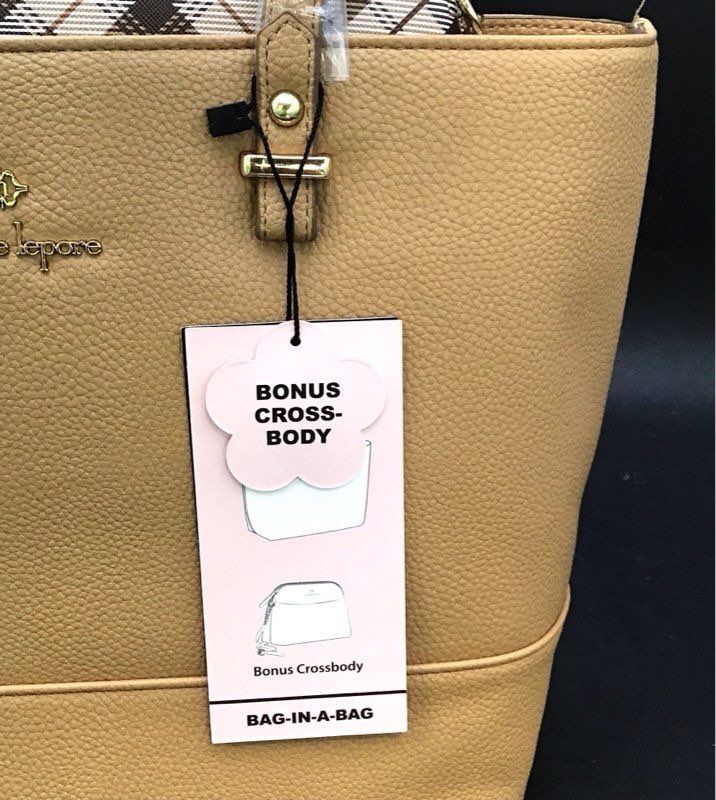 lepore
BONUS
CROSS-
BODY
Bonus Crossbody
BAG-IN-A-BAG